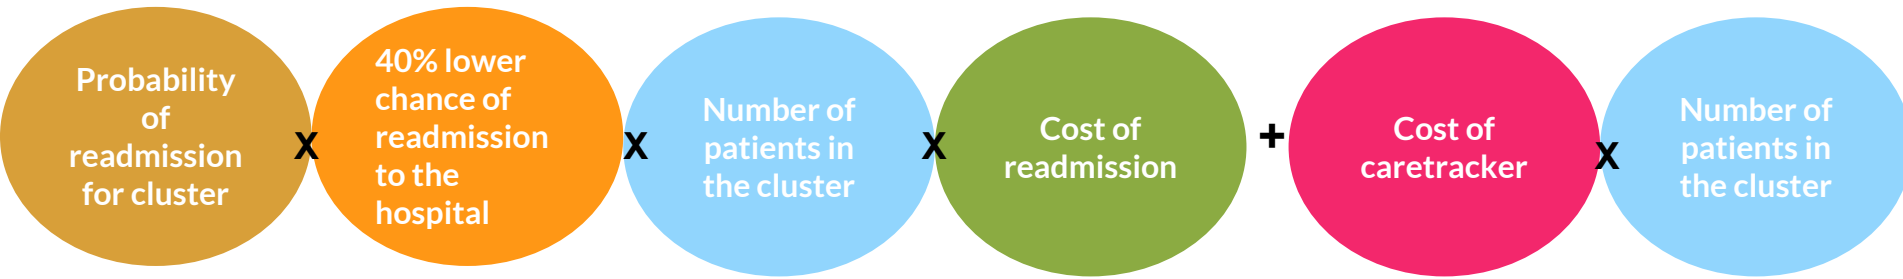 Probability
of
readmission
for cluster
x
40% lower
chance of
readmission
to the
hospital
x
Number of
patients in
the cluster
x
Cost of
readmission
+
Cost of
caretracker
x
Number of
patients in
the cluster